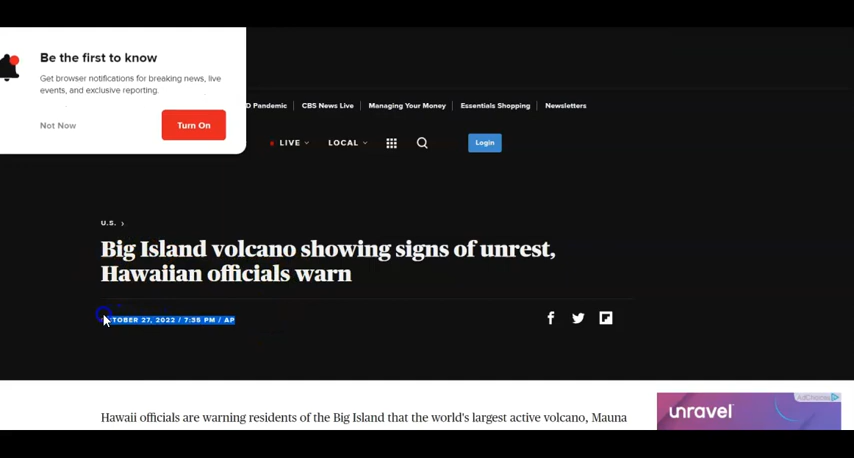 Be the first to know
Get browser notifications for breaking news, live
events, and exclusive reporting.
Not Now
Turn On
D Pandemic
CBS News Live
Managing Your Money
Essentials Shopping
Newsletters
LIVE
LOCAL
Login
U.S.
Big Island volcano showing signs of unrest,
Hawaiian officials warn
TOBER 27, 2022 / 7:35 PM / AP
Hawaii officials are warning residents of the Big Island that the world's largest active volcano, Mauna
unravel
AdChoices